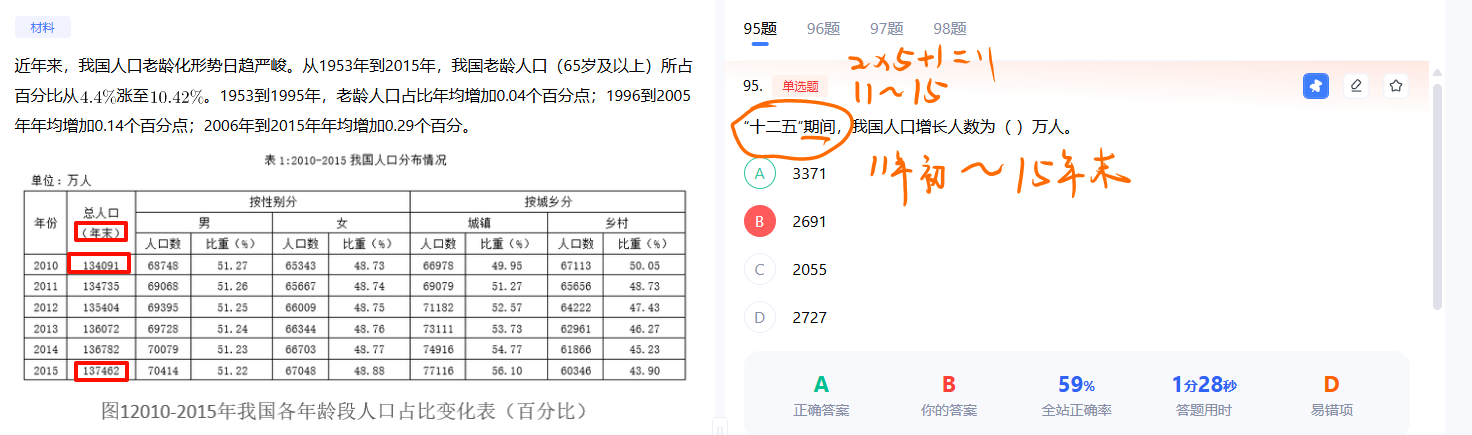 材料
近年来，我国人口老龄化形势日趋严峻。从1953年到2015年，我国老龄人口（65岁及以上）所占
百分比从4.4%涨至10.42%。1953到1995年，老龄人口占比年均增加0.04个百分点；1996到2005
年年均增加0.14个百分点；2006年到2015年年均增加0.29个百分。
表 1:2010-2015 我国人口分布情况
单位：万人
年份 总人口（年末） 按性别分 按城乡分
男 女 城镇 乡村
人口数 比重（%） 人口数 比重（%） 人口数 比重（%） 人口数 比重（%）
2010 134091 68748 51.27 65343 48.73 66978 49.95 67113 50.05
2011 134735 69068 51.26 65667 48.74 69079 51.27 65656 48.73
2012 135404 69395 51.25 66009 48.75 71182 52.57 64222 47.43
2013 136072 69728 51.24 66344 48.76 73111 53.73 62961 46.27
2014 136782 70079 51.23 66703 48.77 74916 54.77 61866 45.23
2015 137462 70414 51.22 67048 48.88 77116 56.10 60346 43.90
图12010-2015年我国各年龄段人口占比变化表（百分比）
95题 96题 97题 98题
2×5+1=11
11～15
95. 单选题
“十二五”期间，我国人口增长人数为（ ）万人。
11年初～15年末
A 3371
B 2691
C 2055
D 2727
A B 59% 1分28秒 D
正确答案 你的答案 全站正确率 答题用时 易错项